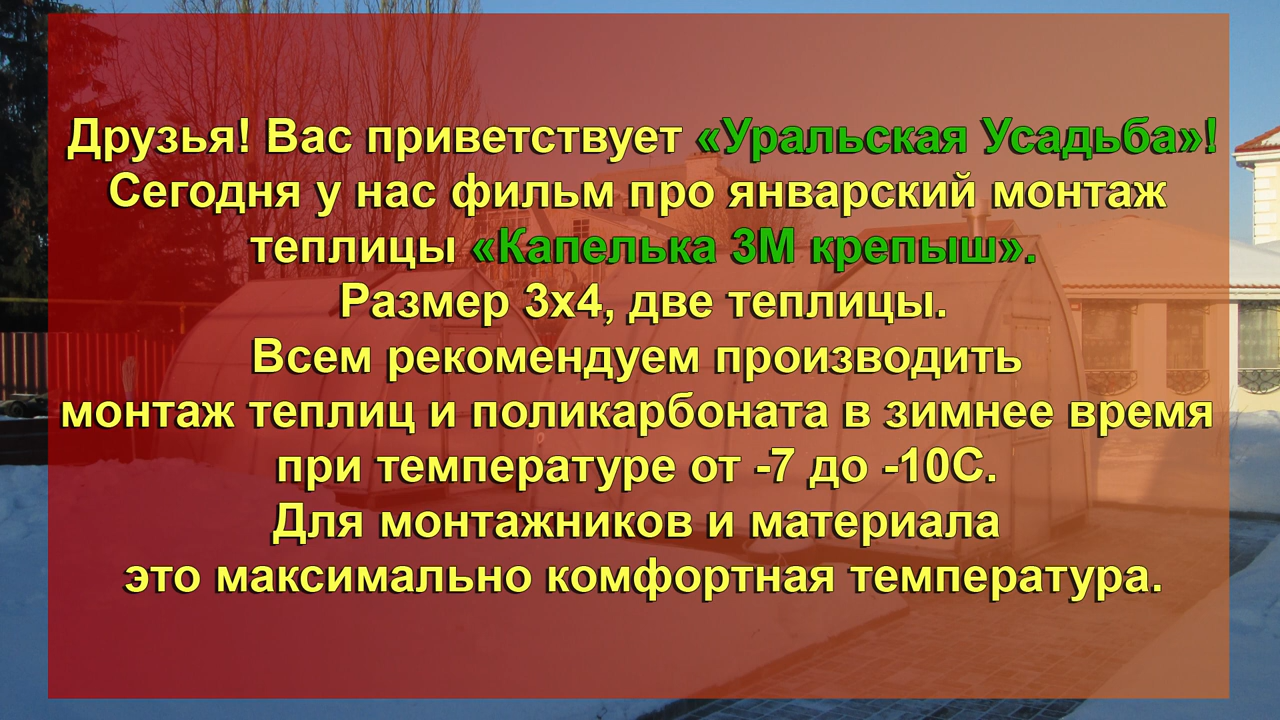 Друзья! Вас приветствует «Уральская Усадьба»!
Сегодня у нас фильм про январский монтаж
теплицы «Капелька 3М крепыш».
Размер 3х4, две теплицы.
Всем рекомендуем производить
монтаж теплиц и поликарбоната в зимнее время
при температуре от -7 до -10С.
Для монтажников и материала
это максимально комфортная температура.